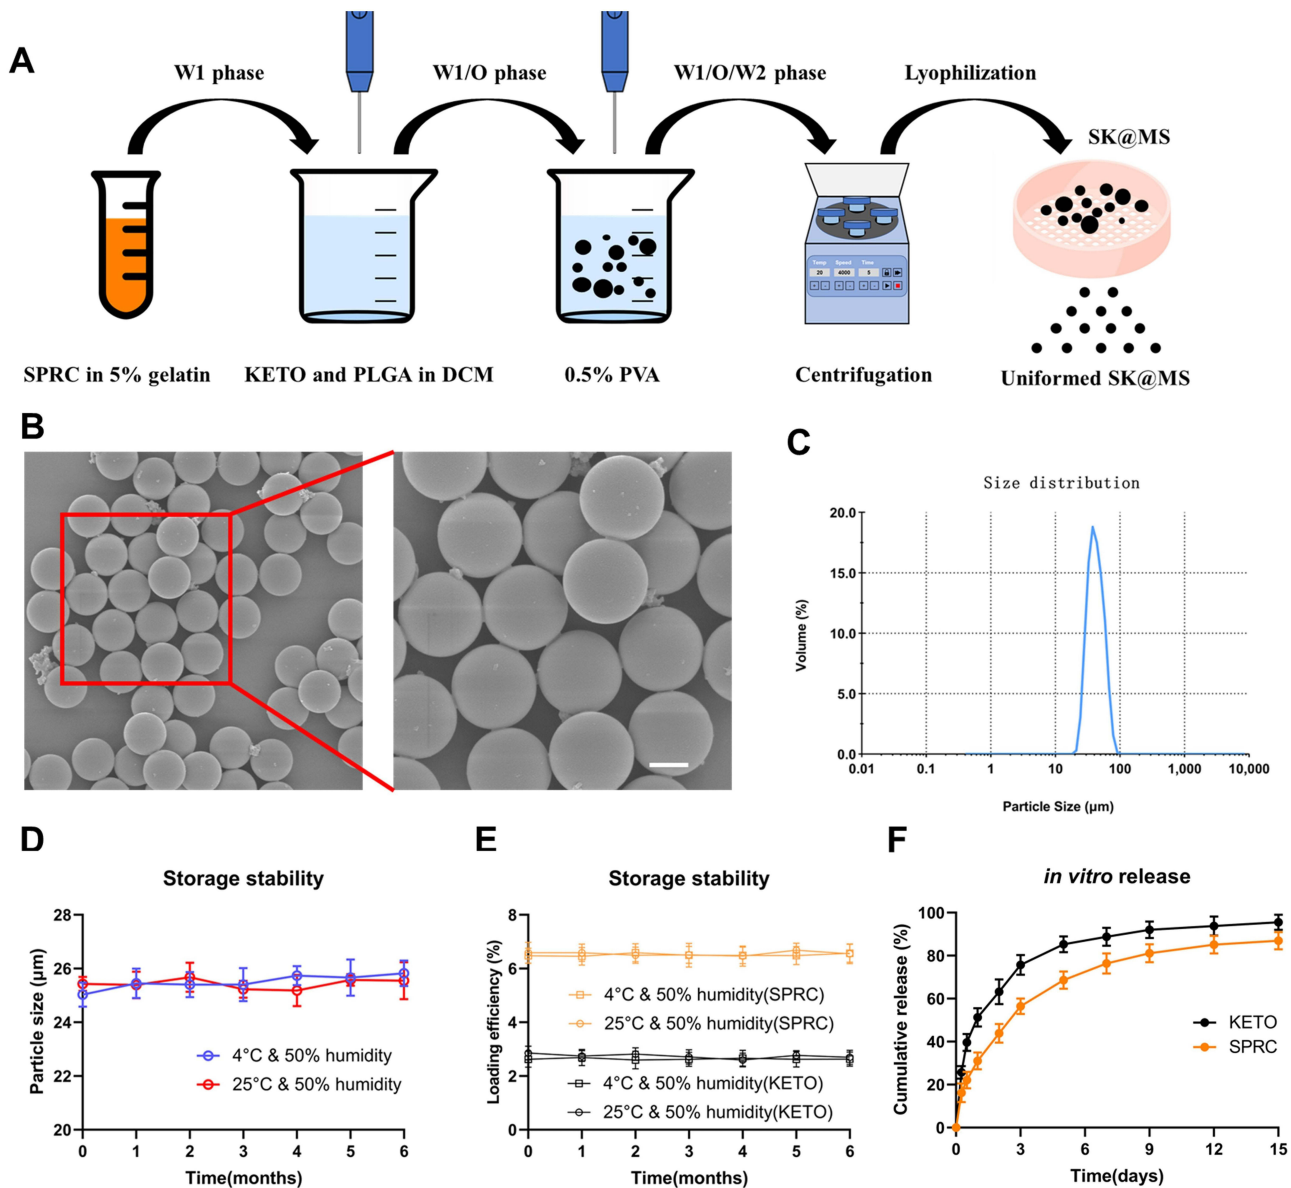 A
W1 phase
W1/O phase
W1/O/W2 phase
Lyophilization
SK@MS
Temp Speed Time
20 4000 5
SPRC in 5% gelatin
KETO and PLGA in DCM
0.5% PVA
Centrifugation
Uniformed SK@MS
B
C
Size distribution
Volume (%)
20.0
15.0
10.0
5.0
0.0
0.01 0.1 1 10 100 1,000 10,000
Particle Size (μm)
D
Storage stability
Particle size (μm)
28
26
24
22
20
4°C & 50% humidity
25°C & 50% humidity
0 1 2 3 4 5 6
Time(months)
E
Storage stability
Loading efficiency (%)
8
6
4
2
0
4°C & 50% humidity(SPRC)
25°C & 50% humidity(SPRC)
4°C & 50% humidity(KETO)
25°C & 50% humidity(KETO)
0 1 2 3 4 5 6
Time(months)
F
in vitro release
Cumulative release (%)
100
80
60
40
20
0
KETO
SPRC
0 3 6 9 12 15
Time(days)